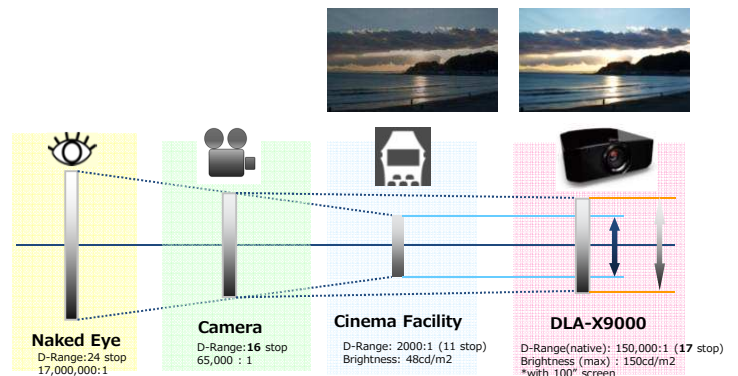 Naked Eye
D-Range:24 stop
17,000,000:1
Camera
D-Range:16 stop
65,000 : 1
Cinema Facility
D-Range: 2000:1 (11 stop)
Brightness: 48cd/m2
DLA-X9000
D-Range(native): 150,000:1 (17 stop)
Brightness (max) : 150cd/m2
*with 100” screen